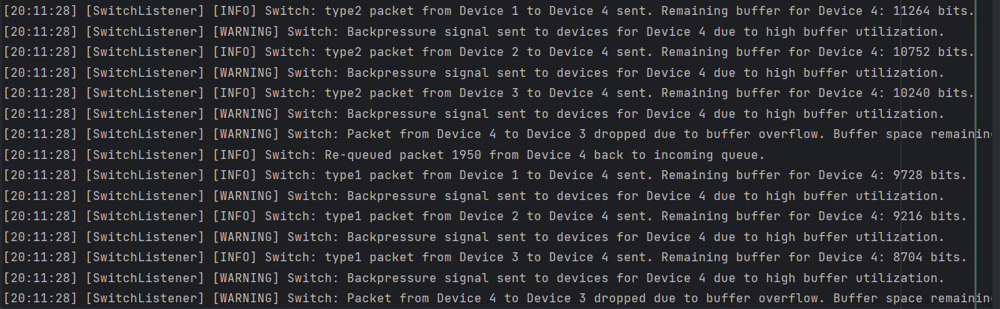 [20:11:28] [SwitchListener] [INFO] Switch: type2 packet from Device 1 to Device 4 sent. Remaining buffer for Device 4: 11264 bits.
[20:11:28] [SwitchListener] [WARNING] Switch: Backpressure signal sent to devices for Device 4 due to high buffer utilization.
[20:11:28] [SwitchListener] [INFO] Switch: type2 packet from Device 2 to Device 4 sent. Remaining buffer for Device 4: 10752 bits.
[20:11:28] [SwitchListener] [WARNING] Switch: Backpressure signal sent to devices for Device 4 due to high buffer utilization.
[20:11:28] [SwitchListener] [INFO] Switch: type2 packet from Device 3 to Device 4 sent. Remaining buffer for Device 4: 10240 bits.
[20:11:28] [SwitchListener] [WARNING] Switch: Backpressure signal sent to devices for Device 4 due to high buffer utilization.
[20:11:28] [SwitchListener] [WARNING] Switch: Packet from Device 4 to Device 3 dropped due to buffer overflow. Buffer space remainin
[20:11:28] [SwitchListener] [INFO] Switch: Re-queued packet 1950 from Device 4 back to incoming queue.
[20:11:28] [SwitchListener] [INFO] Switch: type1 packet from Device 1 to Device 4 sent. Remaining buffer for Device 4: 9728 bits.
[20:11:28] [SwitchListener] [WARNING] Switch: Backpressure signal sent to devices for Device 4 due to high buffer utilization.
[20:11:28] [SwitchListener] [INFO] Switch: type1 packet from Device 2 to Device 4 sent. Remaining buffer for Device 4: 9216 bits.
[20:11:28] [SwitchListener] [WARNING] Switch: Backpressure signal sent to devices for Device 4 due to high buffer utilization.
[20:11:28] [SwitchListener] [INFO] Switch: type1 packet from Device 3 to Device 4 sent. Remaining buffer for Device 4: 8704 bits.
[20:11:28] [SwitchListener] [WARNING] Switch: Backpressure signal sent to devices for Device 4 due to high buffer utilization.
[20:11:28] [SwitchListener] [WARNING] Switch: Packet from Device 4 to Device 3 dropped due to buffer overflow. Buffer space remainin